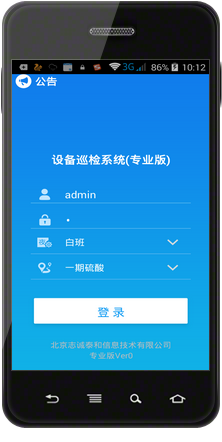 3G 86% 10:12
公告
设备巡检系统(专业版)
admin
白班
一期硫酸
登录
北京志诚泰和信息技术有限公司
专业版Ver0